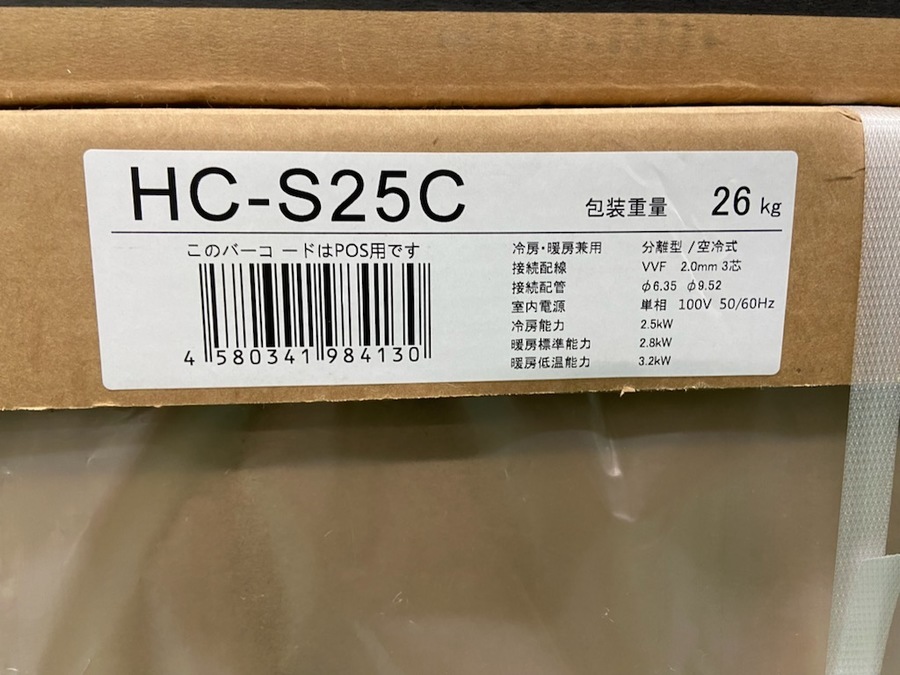 HC-S25C
包装重量 26 kg
このバーコードはPOS用です
4 580341 984130
冷房・暖房兼用 分離型/空冷式
接続配線 VVF 2.0mm 3芯
接続配管 φ6.35 φ9.52
室内電源 単相 100V 50/60Hz
冷房能力 2.5kW
暖房標準能力 2.8kW
暖房低温能力 3.2kW